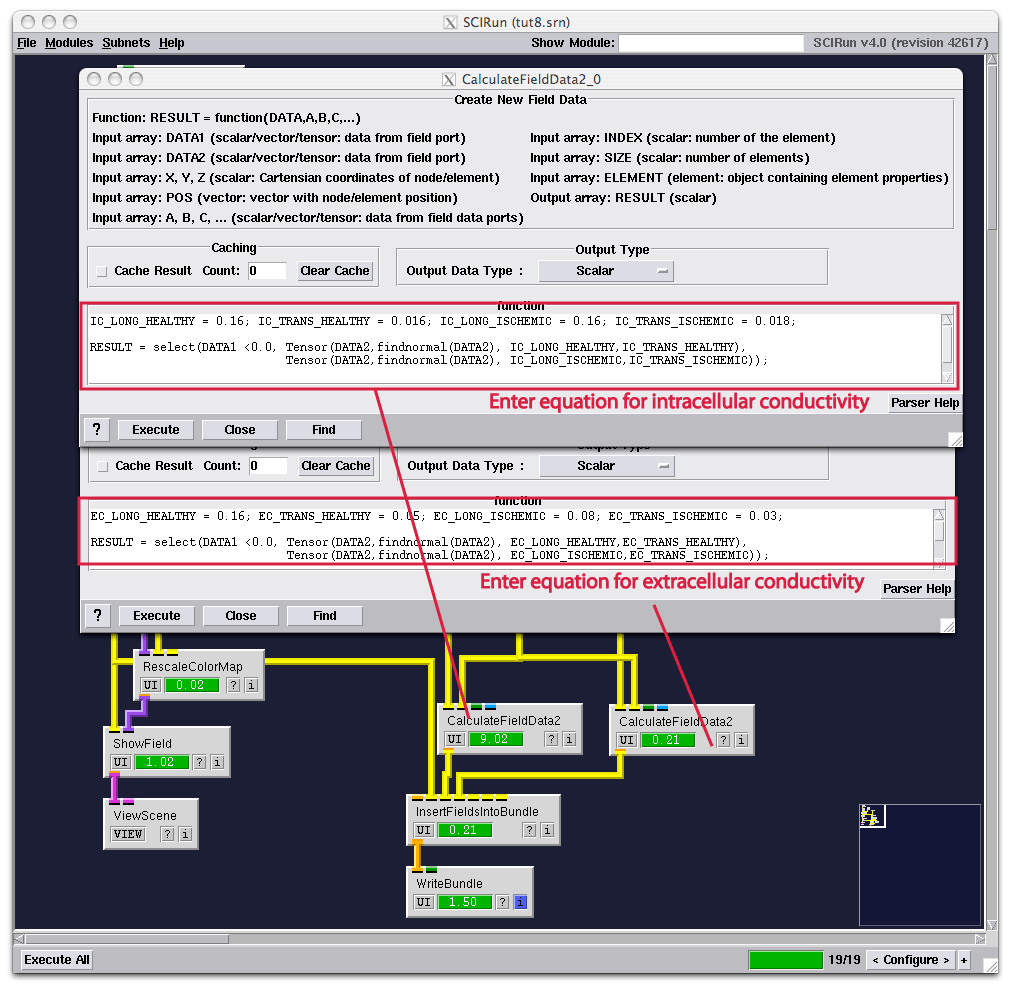 SCIRun (tut8.srn)
File Modules Subnets Help Show Module: SCIRun v4.0 (revision 42617)
CalculateFieldData2_0
Create New Field Data
Function: RESULT = function(DATA,A,B,C,...)
Input array: DATA1 (scalar/vector/tensor: data from field port) Input array: INDEX (scalar: number of the element)
Input array: DATA2 (scalar/vector/tensor: data from field port) Input array: SIZE (scalar: number of elements)
Input array: X, Y, Z (scalar: Cartensian coordinates of node/element) Input array: ELEMENT (element: object containing element properties)
Input array: POS (vector: vector with node/element position) Output array: RESULT (scalar)
Input array: A, B, C, ... (scalar/vector/tensor: data from field data ports)
Caching Output Type
Cache Result Count: 0 Clear Cache Output Data Type : Scalar
function
IC_LONG_HEALTHY = 0.16; IC_TRANS_HEALTHY = 0.016; IC_LONG_ISCHEMIC = 0.16; IC_TRANS_ISCHEMIC = 0.018;
RESULT = select(DATA1 <0.0, Tensor(DATA2,findnormal(DATA2), IC_LONG_HEALTHY,IC_TRANS_HEALTHY),
Tensor(DATA2,findnormal(DATA2), IC_LONG_ISCHEMIC,IC_TRANS_ISCHEMIC));
Enter equation for intracellular conductivity Parser Help
? Execute Close Find
Cache Result Count: 0 Clear Cache Output Data Type : Scalar
function
EC_LONG_HEALTHY = 0.16; EC_TRANS_HEALTHY = 0.05; EC_LONG_ISCHEMIC = 0.08; EC_TRANS_ISCHEMIC = 0.03;
RESULT = select(DATA1 <0.0, Tensor(DATA2,findnormal(DATA2), EC_LONG_HEALTHY,EC_TRANS_HEALTHY),
Tensor(DATA2,findnormal(DATA2), EC_LONG_ISCHEMIC,EC_TRANS_ISCHEMIC));
Enter equation for extracellular conductivity Parser Help
? Execute Close Find
RescaleColorMap
UI 0.02 ? i
CalculateFieldData2
UI 9.02 ? i
CalculateFieldData2
UI 0.21 ? i
ShowField
UI 1.02 ? i
ViewScene
VIEW ? i
InsertFieldsIntoBundle
UI 0.21 ? i
WriteBundle
UI 1.50 ? i
Execute All 19/19 < Configure > +